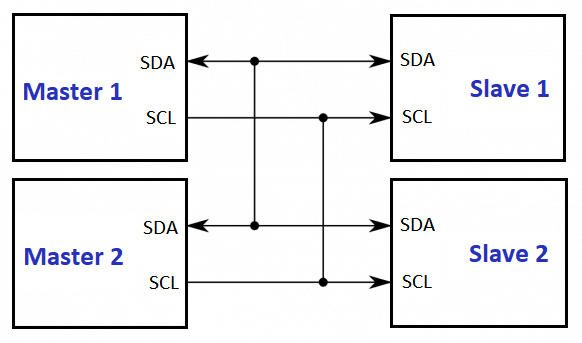 SDA
Master 1
SCL
SDA
Slave 1
SCL
SDA
Master 2
SCL
SDA
Slave 2
SCL